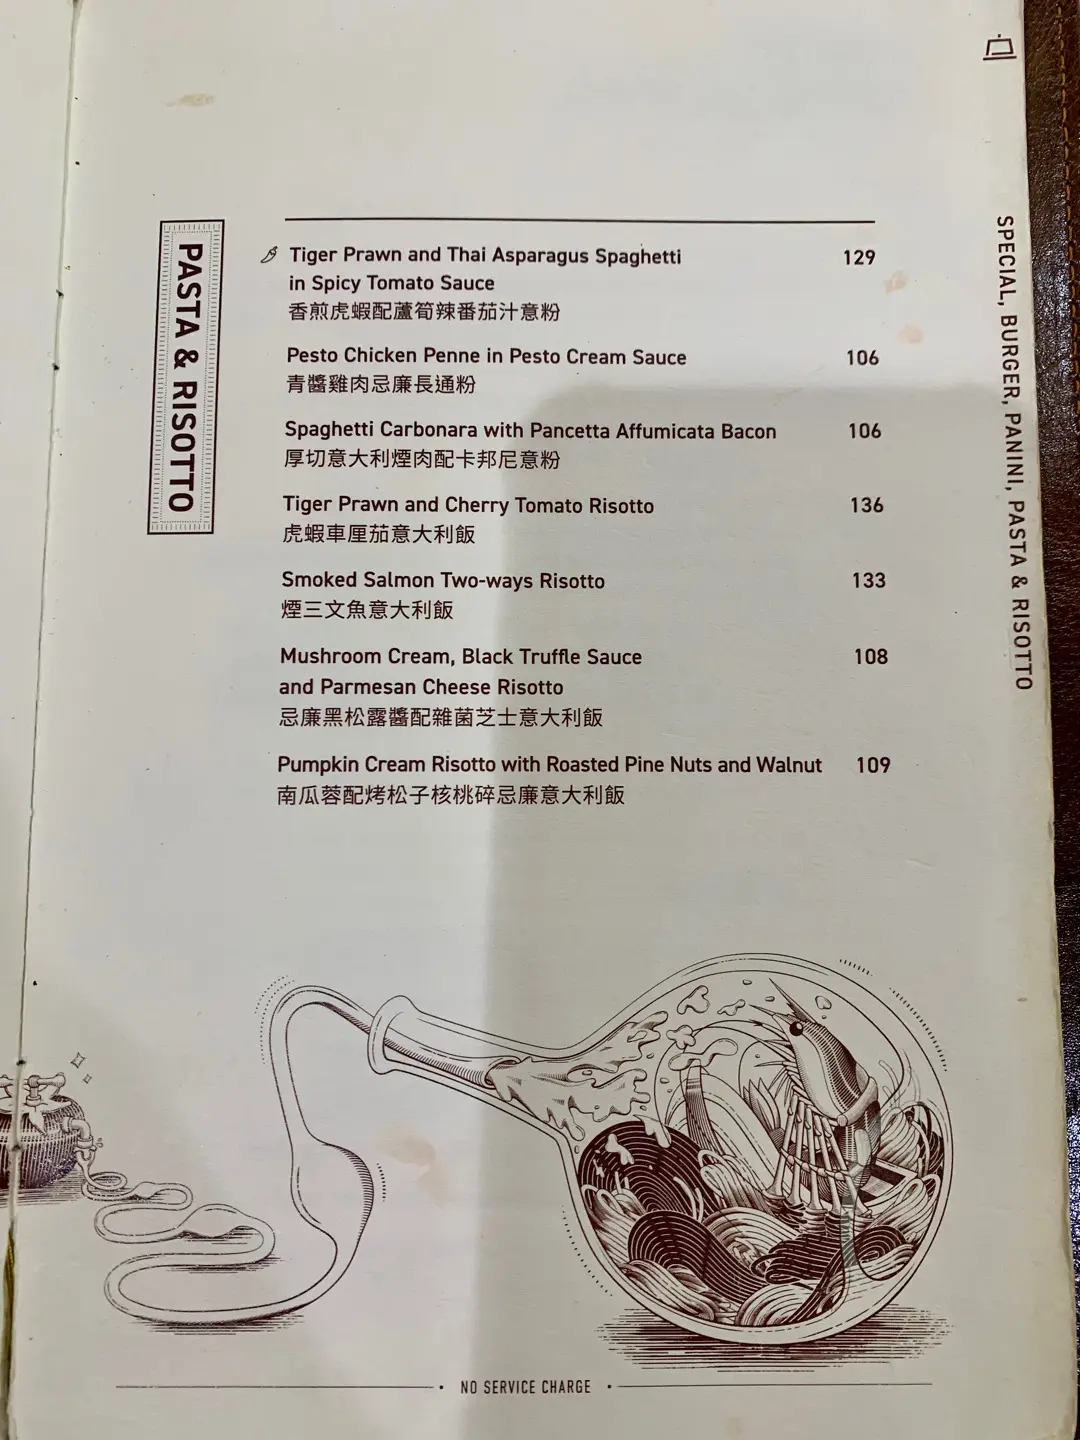 SPECIAL, BURGER, PANINI, PASTA & RISOTTO
PASTA & RISOTTO
Tiger Prawn and Thai Asparagus Spaghetti 129
in Spicy Tomato Sauce
香煎虎蝦配蘆筍辣番茄汁意粉
Pesto Chicken Penne in Pesto Cream Sauce 106
青醬雞肉忌廉長通粉
Spaghetti Carbonara with Pancetta Affumicata Bacon 106
厚切意大利煙肉配卡邦尼意粉
Tiger Prawn and Cherry Tomato Risotto 136
虎蝦車厘茄意大利飯
Smoked Salmon Two-ways Risotto 133
煙三文魚意大利飯
Mushroom Cream, Black Truffle Sauce 108
and Parmesan Cheese Risotto
忌廉黑松露醬配雜菌芝士意大利飯
Pumpkin Cream Risotto with Roasted Pine Nuts and Walnut 109
南瓜蓉配烤松子核桃碎忌廉意大利飯
NO SERVICE CHARGE